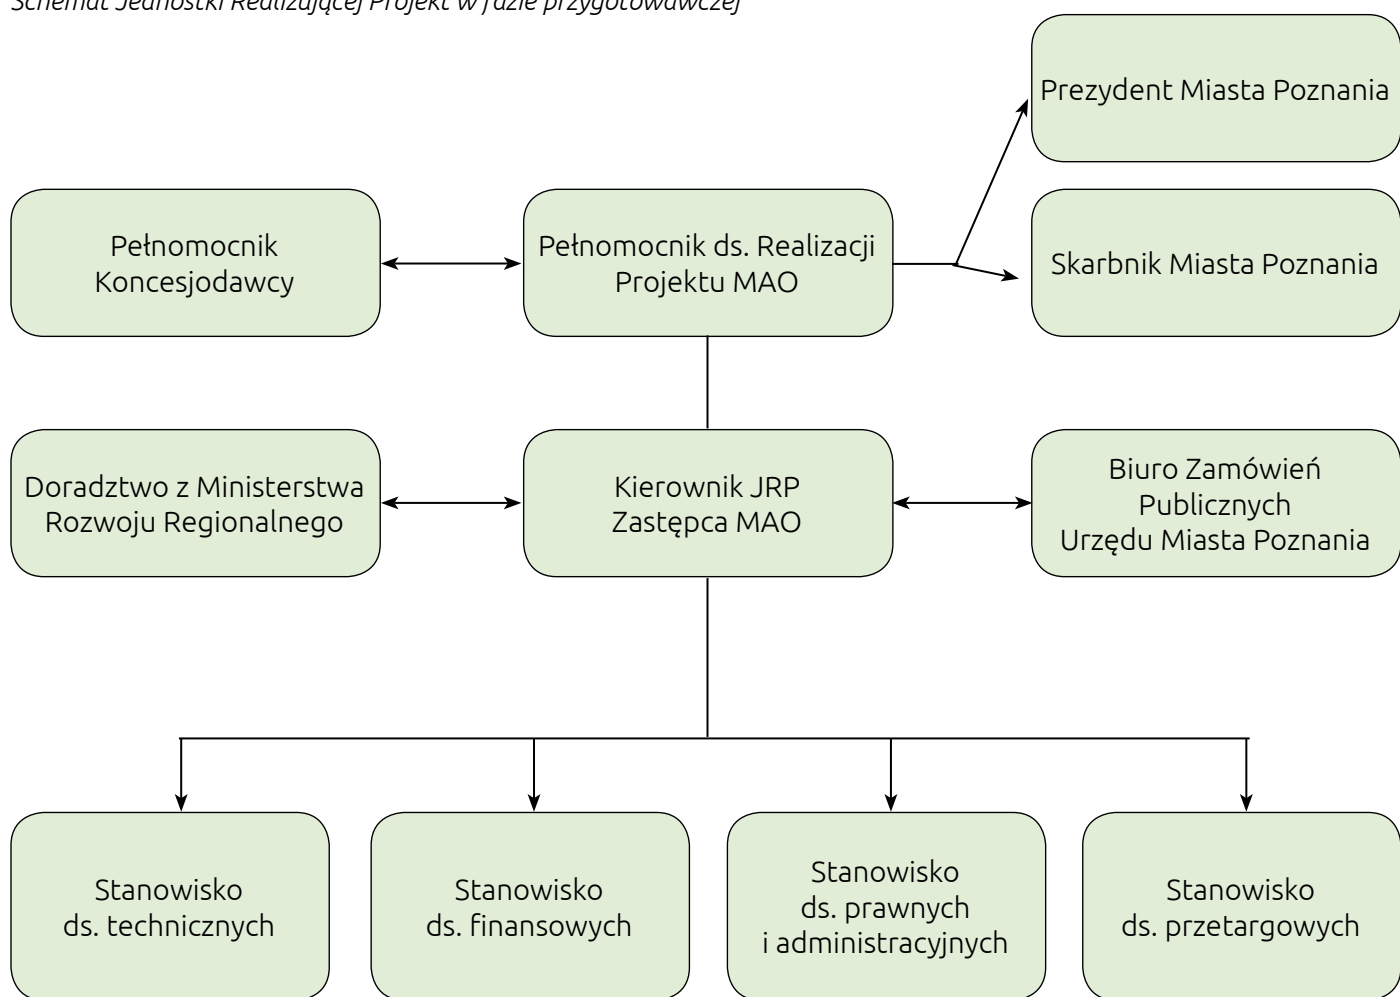 Schemat Jednostki Realizującej Projekt w fazie przygotowawczej
Prezydent Miasta Poznania
Pełnomocnik
Koncesjodawcy
Pełnomocnik ds. Realizacji
Projektu MAO
Skarbnik Miasta Poznania
Doradztwo z Ministerstwa
Rozwoju Regionalnego
Kierownik JRP
Zastępca MAO
Biuro Zamówień
Publicznych
Urzędu Miasta Poznania
Stanowisko
ds. technicznych
Stanowisko
ds. finansowych
Stanowisko
ds. prawnych
i administracyjnych
Stanowisko
ds. przetargowych